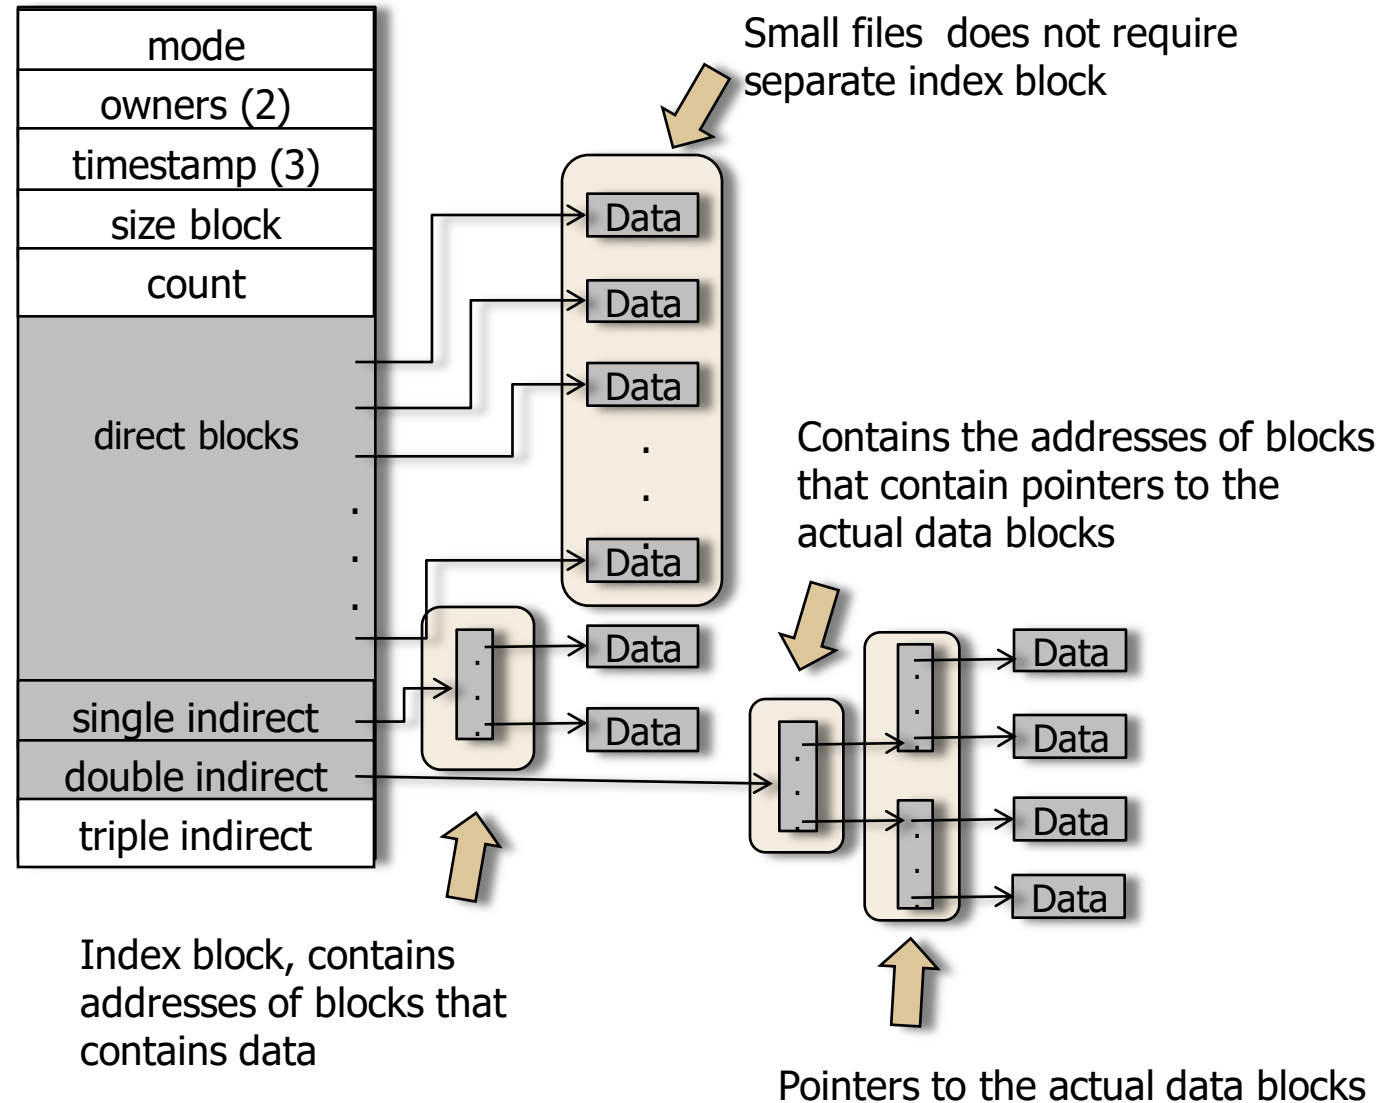 mode
owners (2)
timestamp (3)
size block
count
direct blocks
.
.
.
single indirect
double indirect
triple indirect
Small files does not require
separate index block
Data
Data
Data
.
.
.
Data
.
.
.
Data
Data
Index block, contains
addresses of blocks that
contains data
Contains the addresses of blocks
that contain pointers to the
actual data blocks
.
.
.
.
.
.
.
.
.
Data
Data
Data
Data
Pointers to the actual data blocks